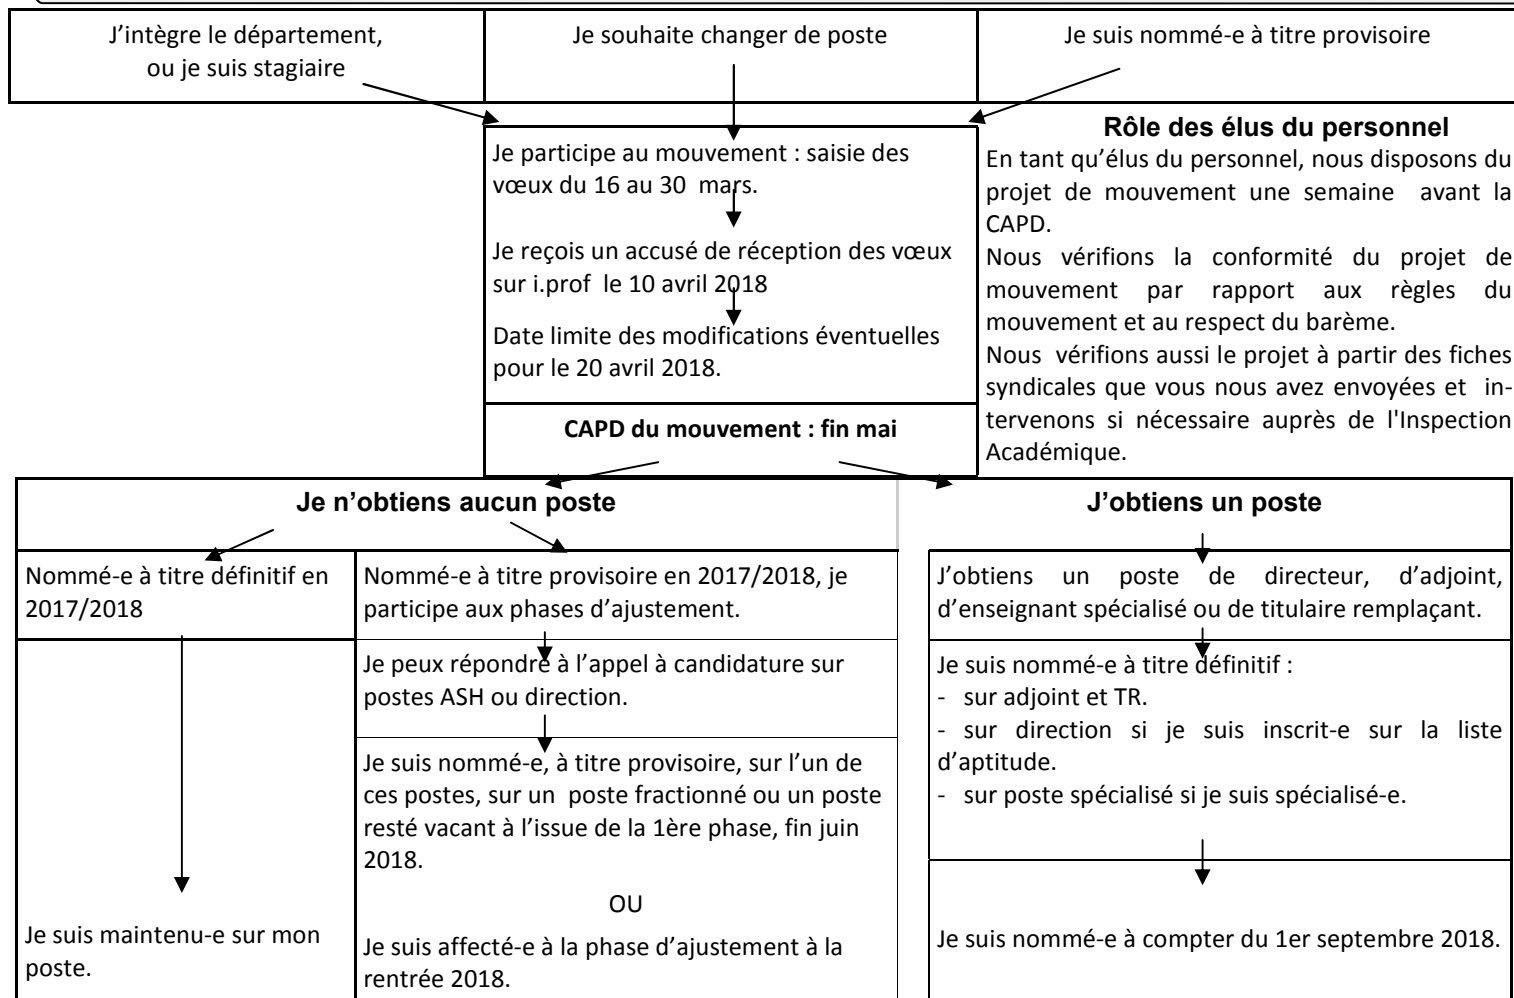 J’intègre le département,
ou je suis stagiaire
Je souhaite changer de poste
Je suis nommé-e à titre provisoire
Je participe au mouvement : saisie des
vœux du 16 au 30  mars.
Je reçois un accusé de réception des vœux
sur i.prof  le 10 avril 2018
Date limite des modifications éventuelles
pour le 20 avril 2018.
CAPD du mouvement : fin mai
Rôle des élus du personnel
En tant qu’élus du personnel, nous disposons du
projet de mouvement une semaine  avant la
CAPD.
Nous vérifions la conformité du projet de
mouvement par rapport aux règles du
mouvement et au respect du barème.
Nous  vérifions aussi le projet à partir des fiches
syndicales que vous nous avez envoyées et  in-
tervenons si nécessaire auprès de l'Inspection
Académique.
Je n’obtiens aucun poste
Nommé-e à titre définitif en
2017/2018
Je suis maintenu-e sur mon
poste.
Nommé-e à titre provisoire en 2017/2018, je
participe aux phases d’ajustement.
Je peux répondre à l’appel à candidature sur
postes ASH ou direction.
Je suis nommé-e, à titre provisoire, sur l’un de
ces postes, sur un  poste fractionné ou un poste
resté vacant à l’issue de la 1ère phase, fin juin
2018.
OU
Je suis affecté-e à la phase d’ajustement à la
rentrée 2018.
J’obtiens un poste
J’obtiens un poste de directeur, d’adjoint,
d’enseignant spécialisé ou de titulaire remplaçant.
Je suis nommé-e à titre définitif :
- sur adjoint et TR.
- sur direction si je suis inscrit-e sur la liste
d’aptitude.
- sur poste spécialisé si je suis spécialisé-e.
Je suis nommé-e à compter du 1er septembre 2018.